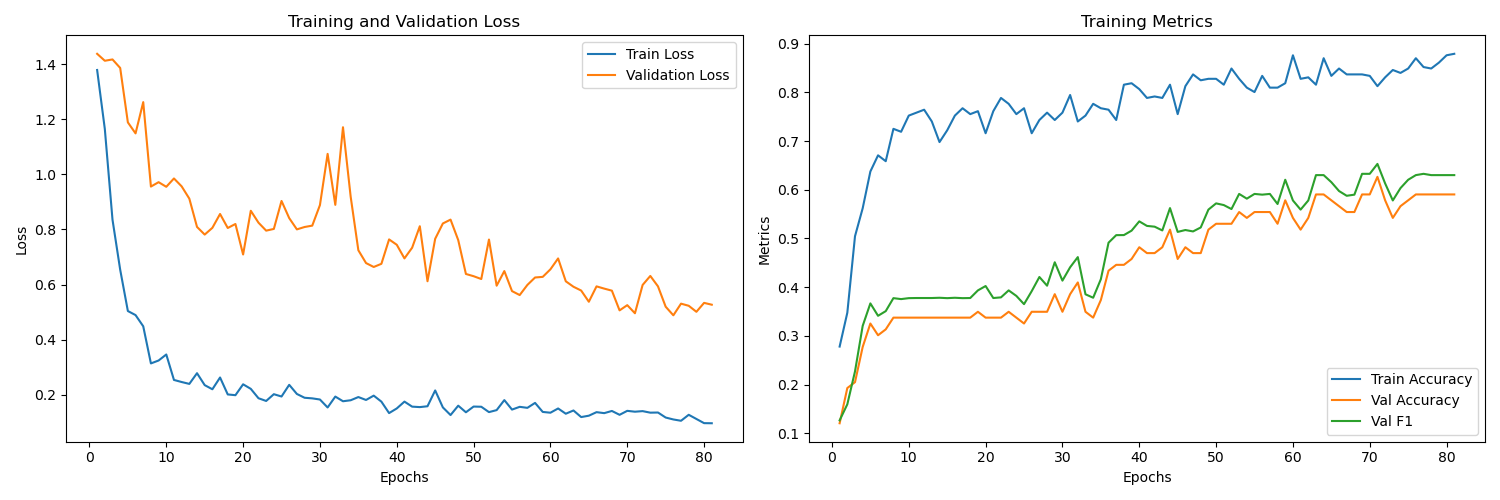 Training and Validation Loss
Train Loss
Validation Loss
1.4
1.2
1.0
0.8
0.6
0.4
0.2
Loss
0 10 20 30 40 50 60 70 80
Epochs
Training Metrics
0.9
0.8
0.7
0.6
0.5
0.4
0.3
0.2
0.1
Metrics
Train Accuracy
Val Accuracy
Val F1
0 10 20 30 40 50 60 70 80
Epochs